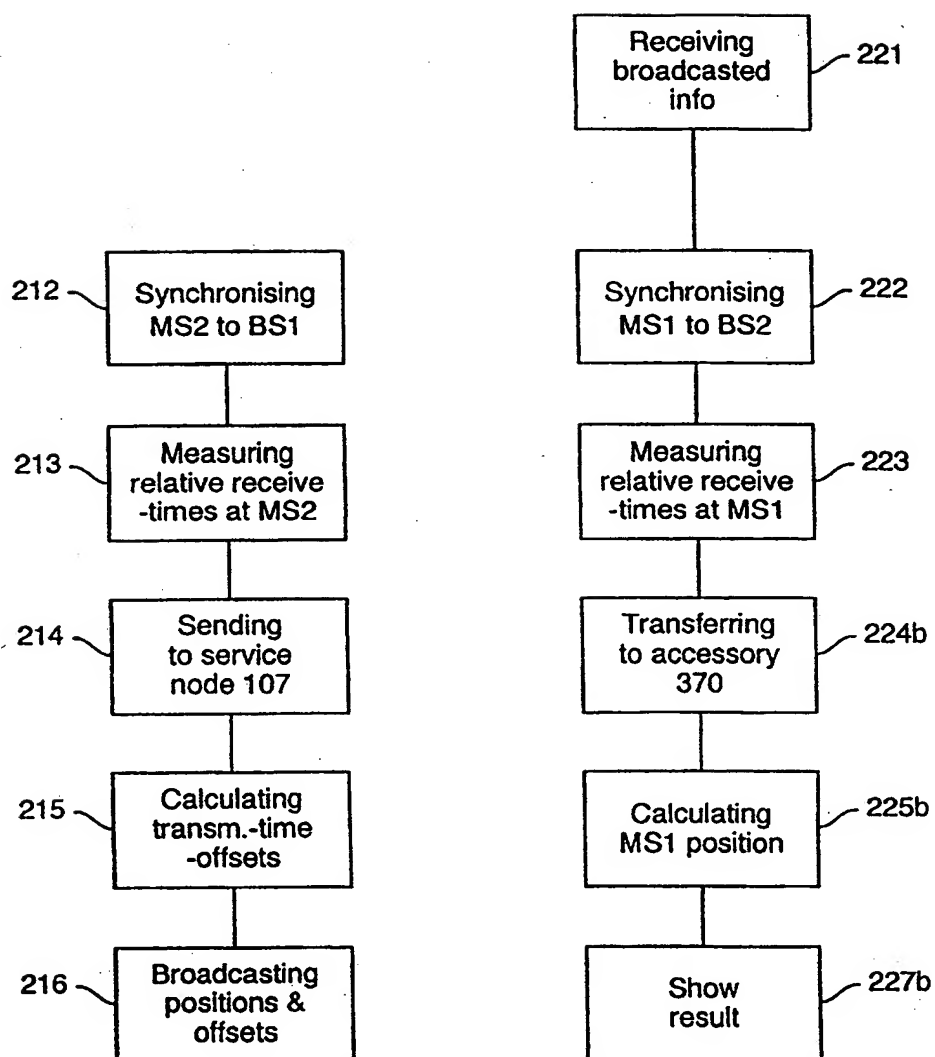 Receiving
broadcasted
info
221
212
Synchronising
MS2 to BS1
Synchronising
MS1 to BS2
222
213
Measuring
relative receive
-times at MS2
Measuring
relative receive
-times at MS1
223
214
Sending
to service
node 107
Transferring
to accessory
370
224b
215
Calculating
transm.-time
-offsets
Calculating
MS1 position
225b
216
Broadcasting
positions &
offsets
Show
result
227b